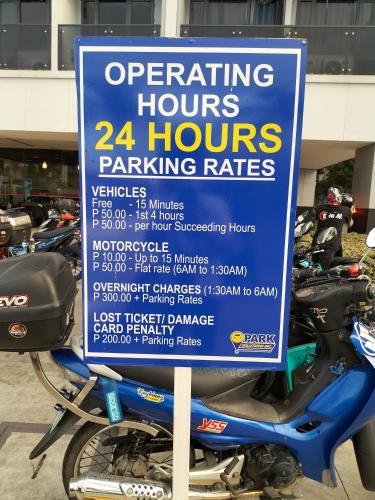 OPERATING
HOURS
24 HOURS
PARKING RATES
VEHICLES
Free - 15 Minutes
P 50.00 - 1st 4 hours
P 50.00 - per hour Succeeding Hours
MOTORCYCLE
P 10.00 - Up to 15 Minutes
P 50.00 - Flat rate (6AM to 1:30AM)
OVERNIGHT CHARGES (1:30AM to 6AM)
P 300.00 + Parking Rates
LOST TICKET/ DAMAGE
CARD PENALTY
P 200.00 + Parking Rates
PARK
SOLUTIONS INC.
EVO
YSS